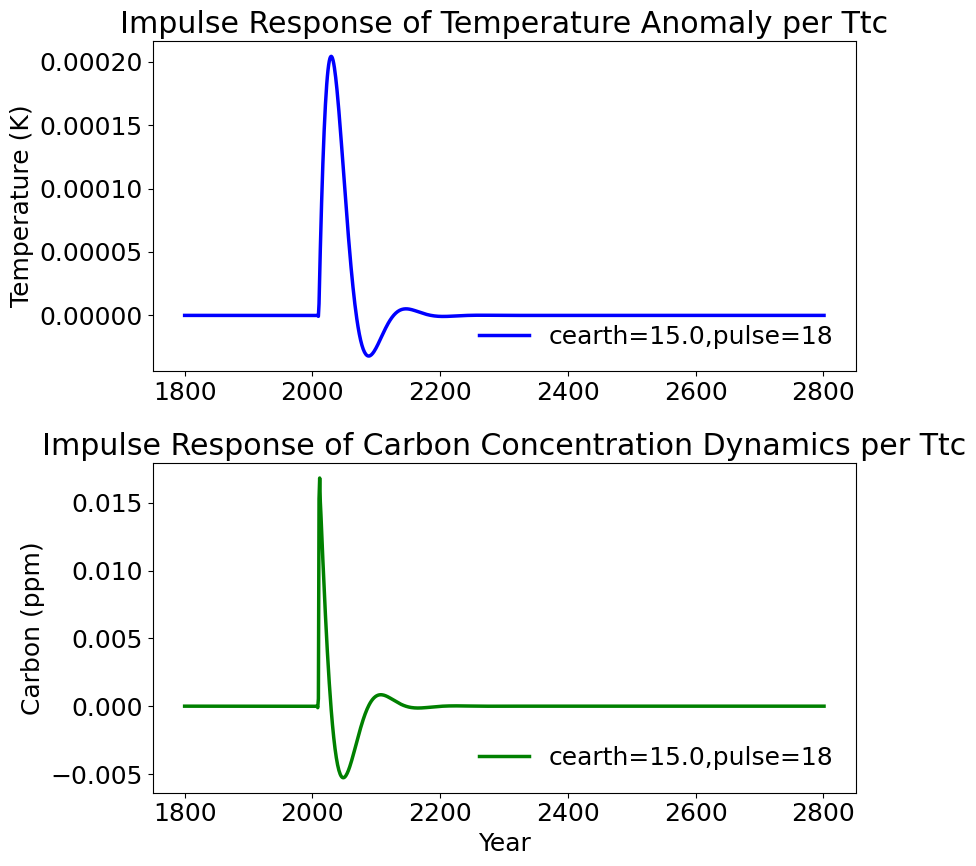 Impulse Response of Temperature Anomaly per Ttc
Temperature (K)
0.00020
0.00015
0.00010
0.00005
0.00000
cearth=15.0,pulse=18
1800 2000 2200 2400 2600 2800
Impulse Response of Carbon Concentration Dynamics per Ttc
Carbon (ppm)
0.015
0.010
0.005
0.000
−0.005
cearth=15.0,pulse=18
1800 2000 2200 2400 2600 2800
Year